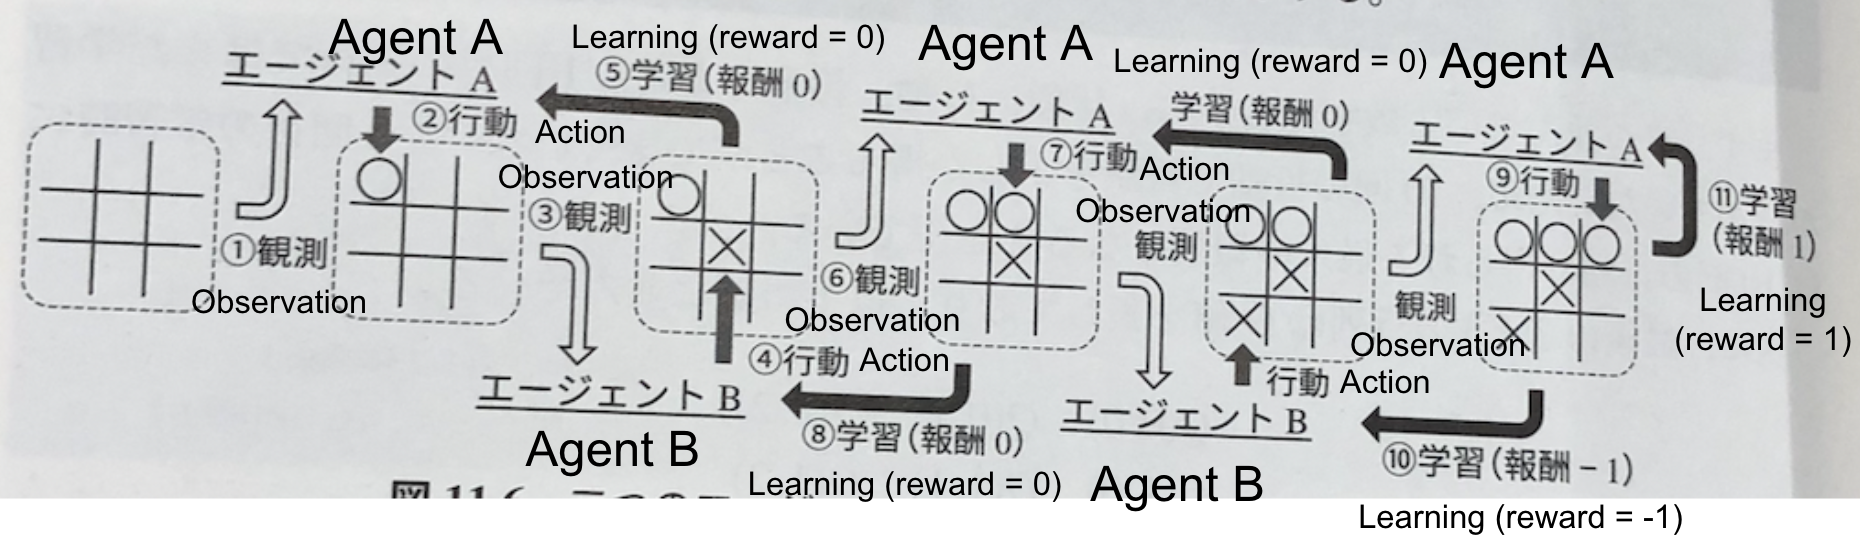 Agent A
エージェント A
Learning (reward = 0)
⑤学習(報酬 0)
②行動
Action
①観測
Observation
Observation
③観測
④行動 Action
エージェント B
Agent B
Agent A
エージェント A
⑦行動
Action
⑥観測
Observation
⑧学習(報酬 0)
Learning (reward = 0)
Learning (reward = 0)
学習(報酬 0)
Observation
観測
行動 Action
エージェント B
Agent B
Agent A
エージェント A
⑨行動
観測
Observation
⑩学習(報酬 −1)
Learning (reward = -1)
⑪学習
(報酬 1)
Learning
(reward = 1)